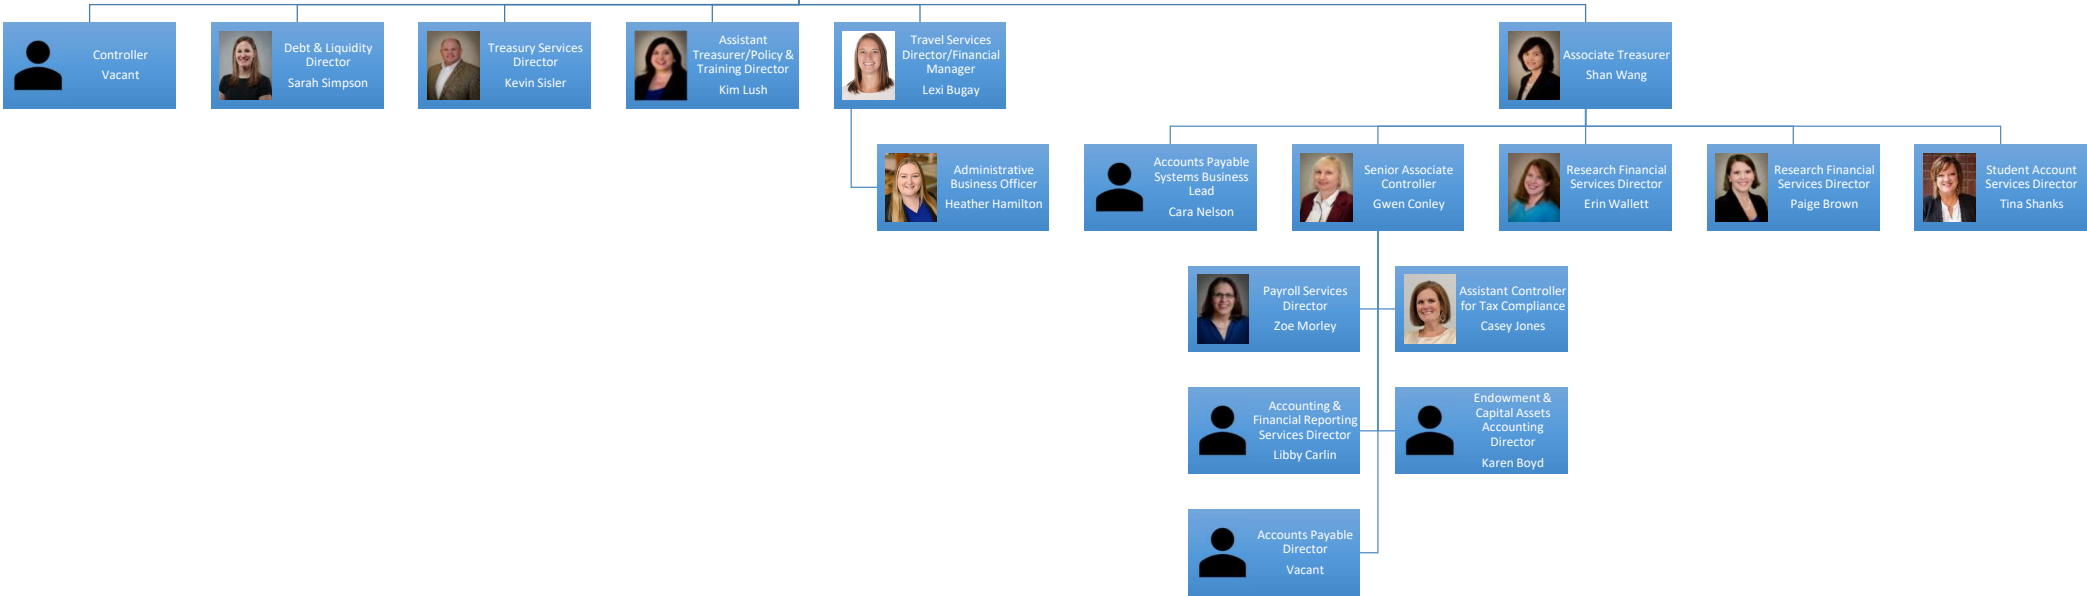 Controller
Vacant
Debt & Liquidity
Director
Sarah Simpson
Treasury Services
Director
Kevin Sisler
Assistant
Treasurer/Policy &
Training Director
Kim Lush
Travel Services
Director/Financial
Manager
Lexi Bugay
Associate Treasurer
Shan Wang
Administrative
Business Officer
Heather Hamilton
Accounts Payable
Systems Business
Lead
Cara Nelson
Senior Associate
Controller
Gwen Conley
Research Financial
Services Director
Erin Wallett
Research Financial
Services Director
Paige Brown
Student Account
Services Director
Tina Shanks
Payroll Services
Director
Zoe Morley
Assistant Controller
for Tax Compliance
Casey Jones
Accounting &
Financial Reporting
Services Director
Libby Carlin
Endowment &
Capital Assets
Accounting
Director
Karen Boyd
Accounts Payable
Director
Vacant